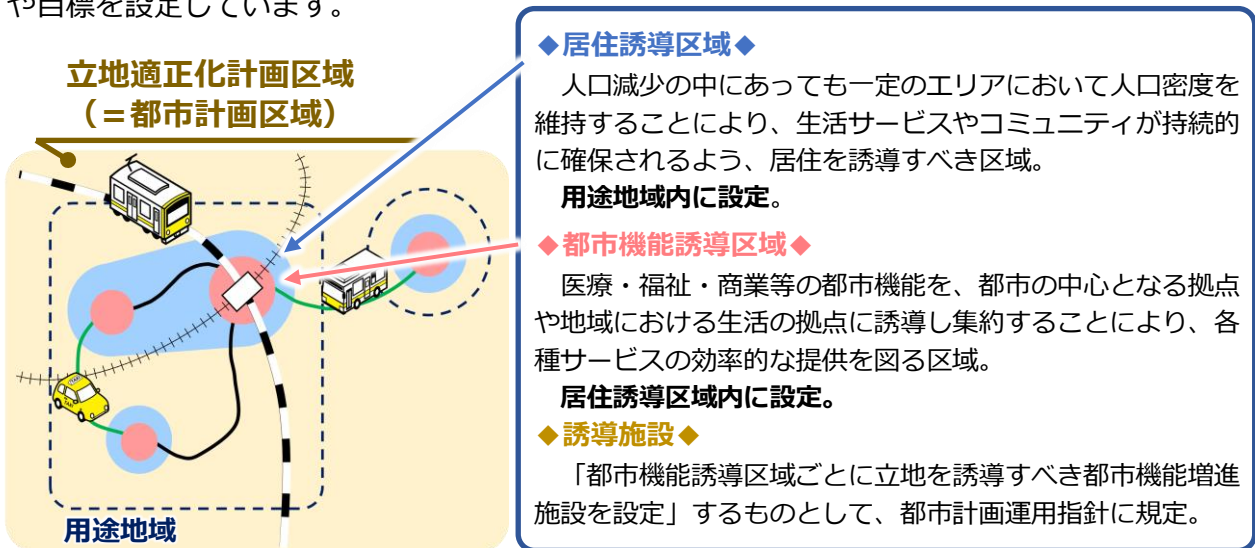 や目標を設定しています。
立地適正化計画区域
（＝都市計画区域）
用途地域
◆居住誘導区域◆
人口減少の中にあっても一定のエリアにおいて人口密度を
維持することにより、生活サービスやコミュニティが持続的
に確保されるよう、居住を誘導すべき区域。
用途地域内に設定。
◆都市機能誘導区域◆
医療・福祉・商業等の都市機能を、都市の中心となる拠点
や地域における生活の拠点に誘導し集約することにより、各
種サービスの効率的な提供を図る区域。
居住誘導区域内に設定。
◆誘導施設◆
「都市機能誘導区域ごとに立地を誘導すべき都市機能増進
施設を設定」するものとして、都市計画運用指針に規定。
TAXI